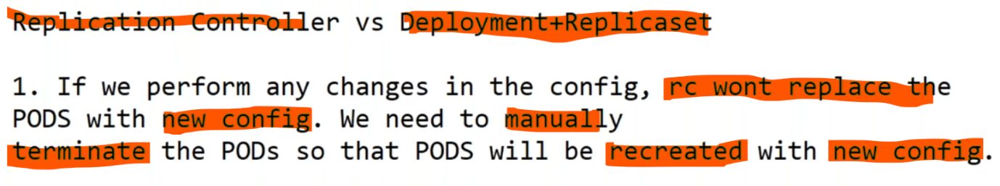 Replication Controller vs Deployment+Replicaset
1. If we perform any changes in the config, rc wont replace the
PODS with new config. We need to manually
terminate the PODs so that PODS will be recreated with new config.